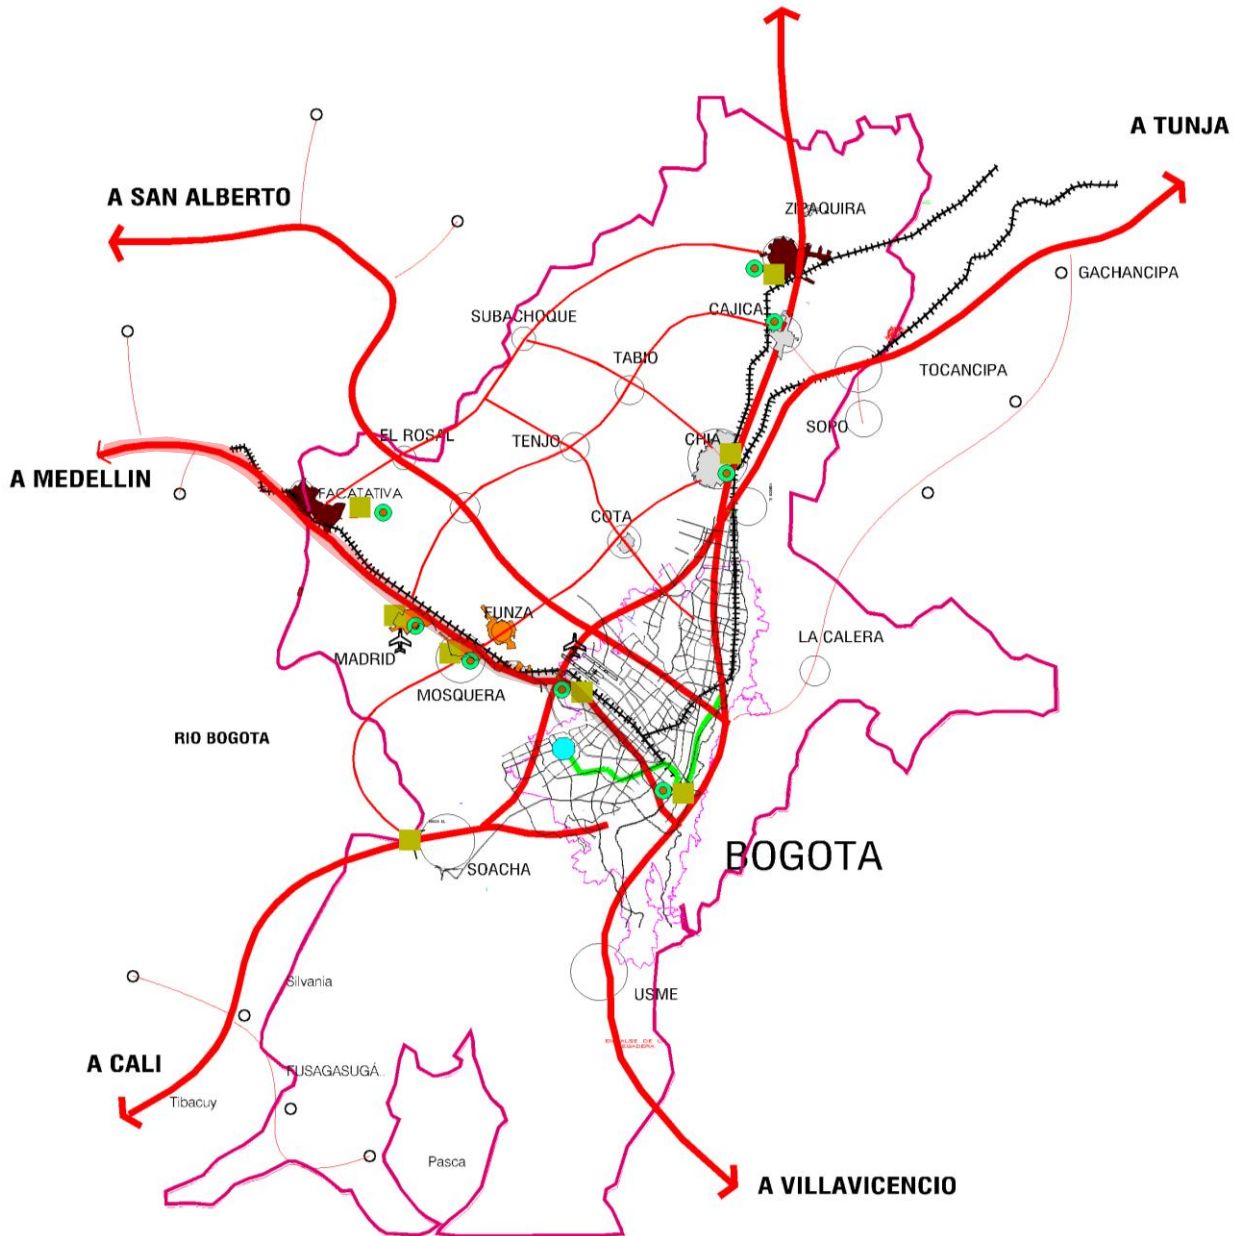 A TUNJA
A SAN ALBERTO
ZIPAQUIRA
GACHANCIPA
CAJICA
SUBACHOQUE
TABIO
TOCANCIPA
SOPO
EL ROSAL
TENJO
CHIA
A MEDELLIN
FACATATIVA
COTA
FUNZA
LA CALERA
MADRID
MOSQUERA
RIO BOGOTA
BOGOTA
SOACHA
Silvania
USME
A CALI
FUSAGASUGÁ..
Tibacuy
Pasca
A VILLAVICENCIO